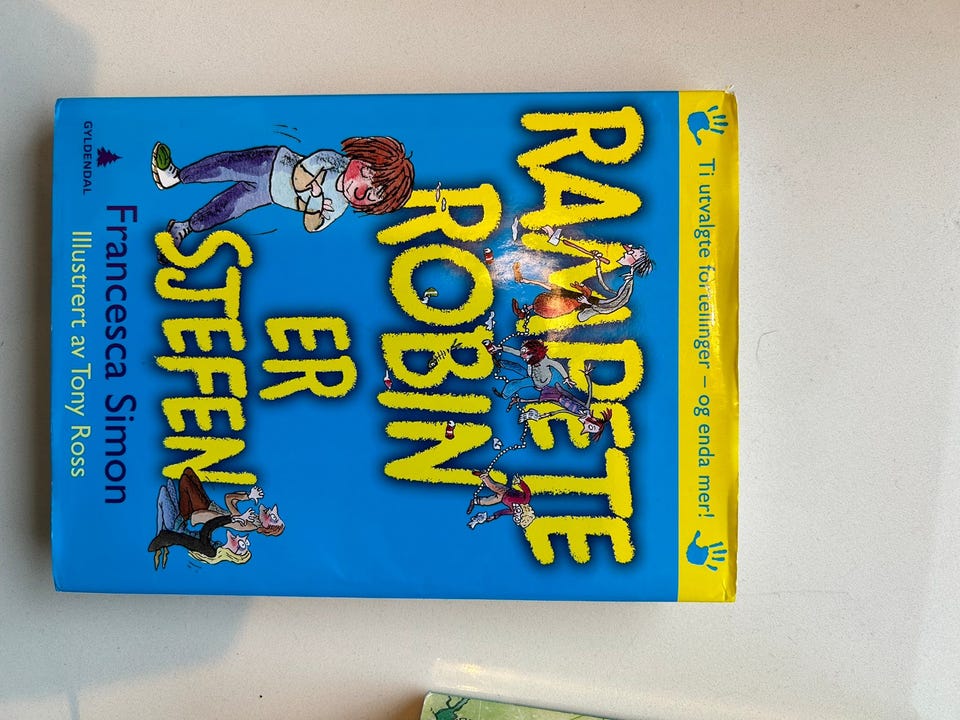 Ti utvalgte fortellinger – og enda mer!
RAMPETE
ROBIN
ER
SJEFEN
Francesca Simon
Illustrert av Tony Ross
GYLDENDAL